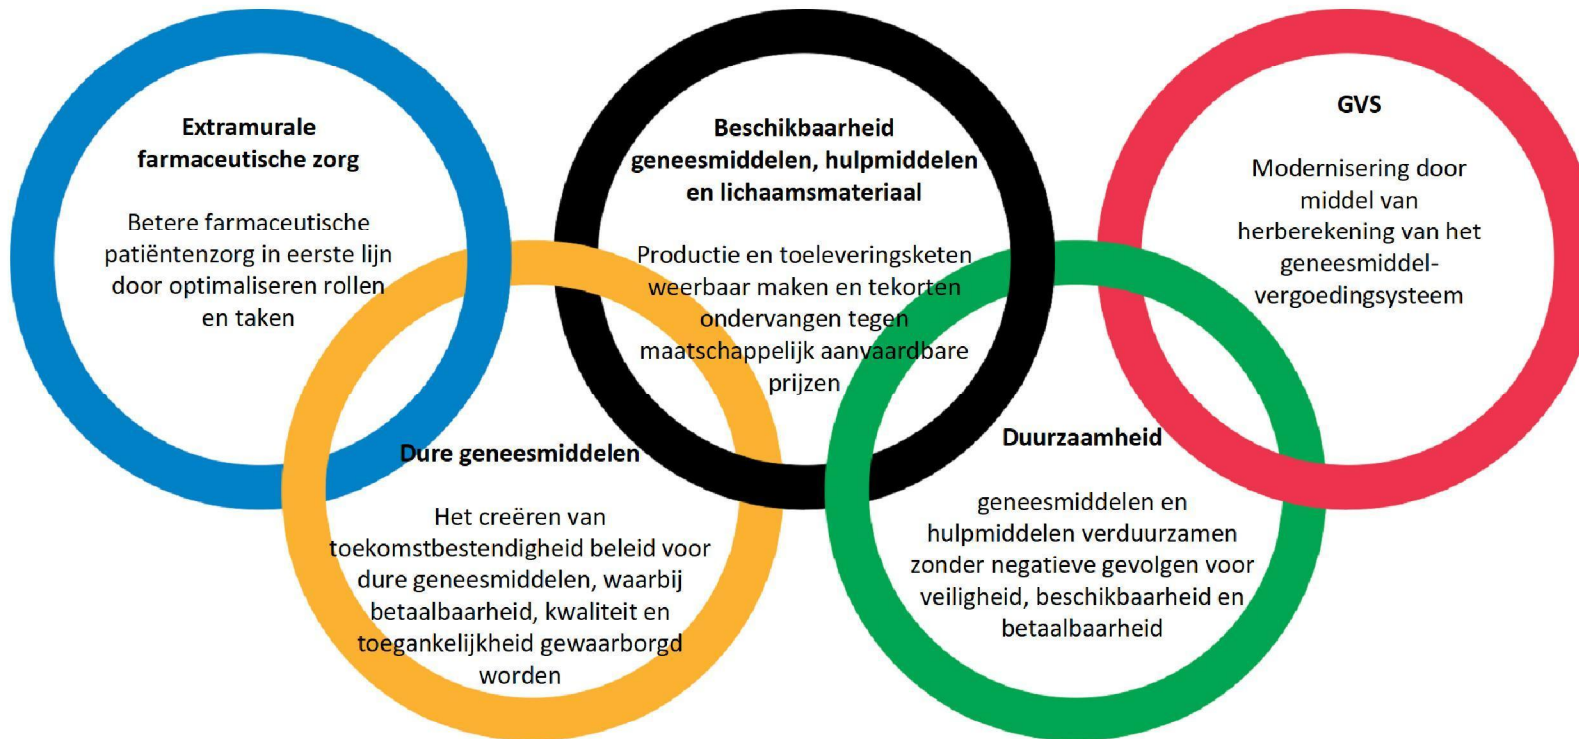 Extramurale
farmaceutische zorg
Betere farmaceutische
patiëntenzorg in eerste lijn
door optimaliseren rollen
en taken
Dure geneesmiddelen
Het creëren van
toekomstbestendigheid beleid voor
dure geneesmiddelen, waarbij
betaalbaarheid, kwaliteit en
toegankelijkheid gewaarborgd
worden
Beschikbaarheid
geneesmiddelen, hulpmiddelen
en lichaamsmateriaal
Productie en toeleveringsketen
weerbaar maken en tekorten
ondervangen tegen
maatschappelijk aanvaardbare
prijzen
Duurzaamheid
geneesmiddelen en
hulpmiddelen verduurzamen
zonder negatieve gevolgen voor
veiligheid, beschikbaarheid en
betaalbaarheid
GVS
Modernisering door
middel van
herberekening van het
geneesmiddel-
vergoedingsysteem